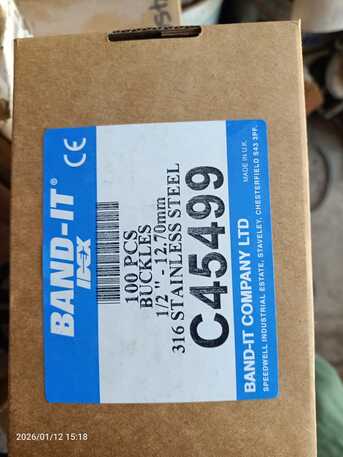 BAND-IT®
IDEX
CE
100 PCS
BUCKLES
1/2 " - 12.70mm
316 STAINLESS STEEL
C45499
MADE IN U.K.
BAND-IT COMPANY LTD
SPEEDWELL INDUSTRIAL ESTATE, STAVELEY, CHESTERFIELD S43 3PF.
2026/01/12 15:18